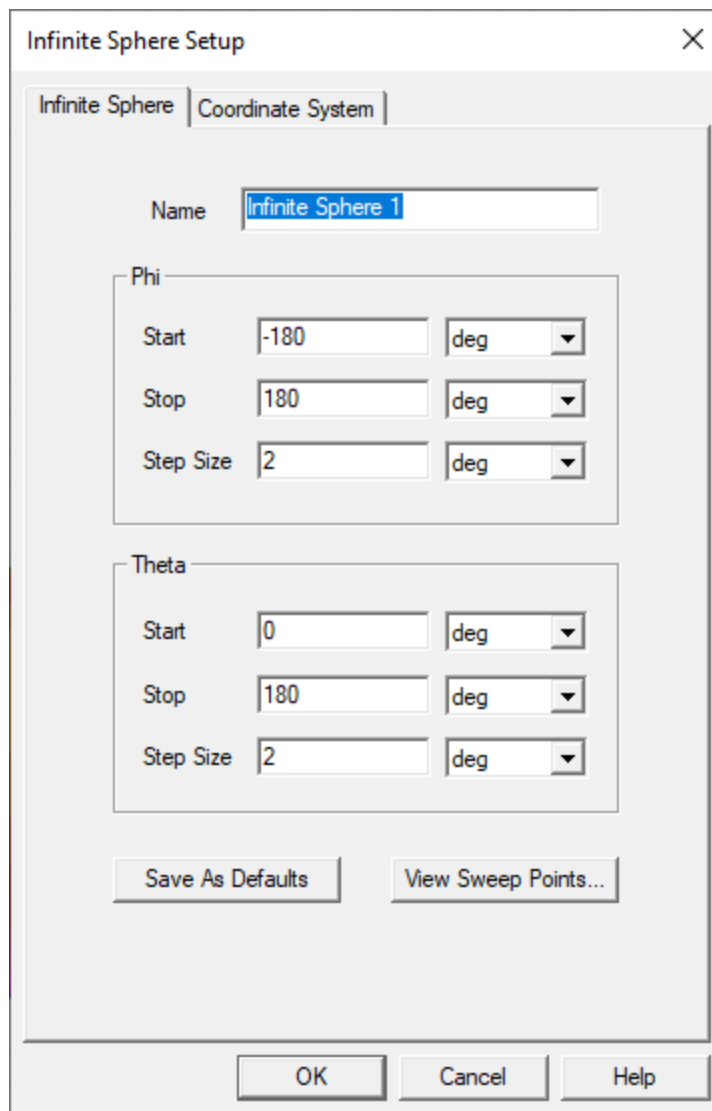 Infinite Sphere Setup
Infinite Sphere Coordinate System
Name Infinite Sphere 1
Phi
Start -180 deg
Stop 180 deg
Step Size 2 deg
Theta
Start 0 deg
Stop 180 deg
Step Size 2 deg
Save As Defaults View Sweep Points...
OK Cancel Help